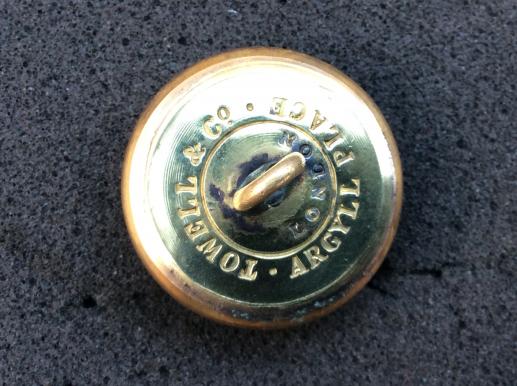 TOWELL & CO · ARGYLL PLACE ·
LONDON